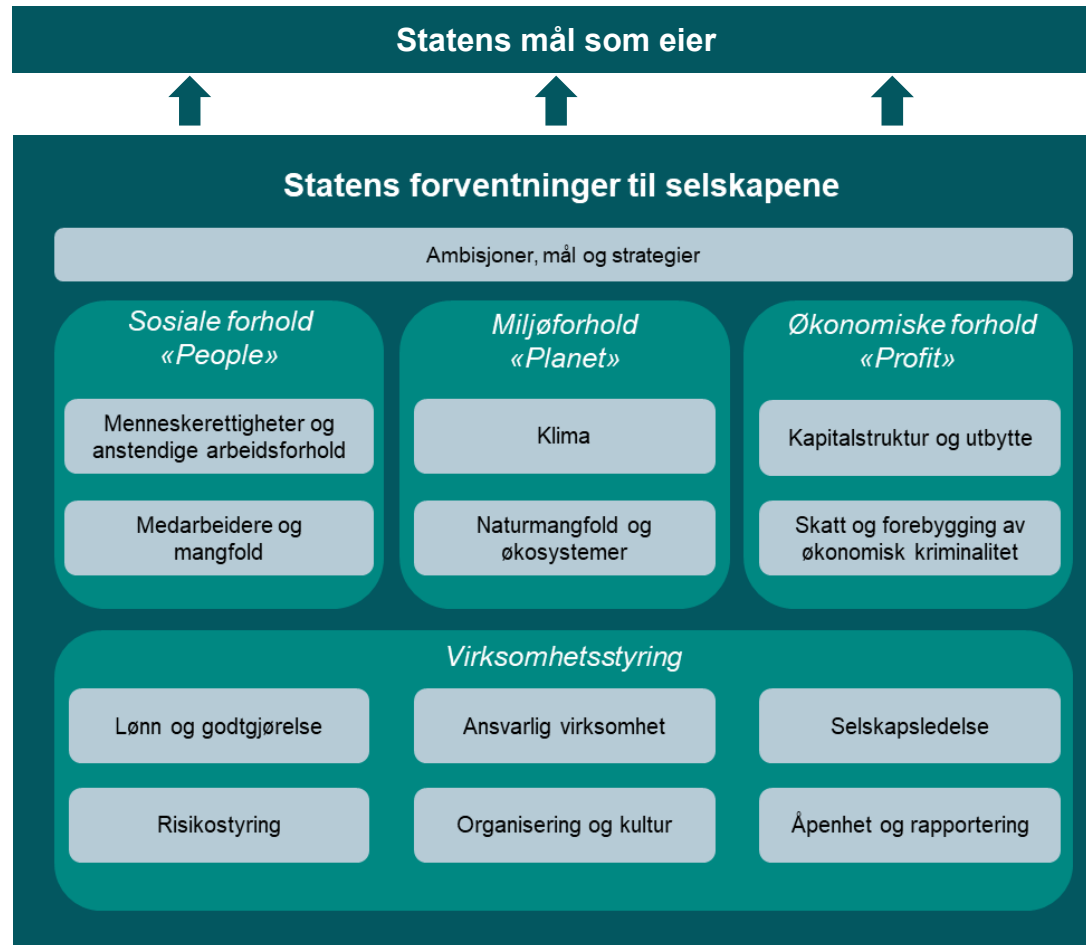 Statens mål som eier
Statens forventninger til selskapene
Ambisjoner, mål og strategier
Sosiale forhold
«People»
Menneskerettigheter og
anstendige arbeidsforhold
Medarbeidere og
mangfold
Miljøforhold
«Planet»
Klima
Naturmangfold og
økosystemer
Økonomiske forhold
«Profit»
Kapitalstruktur og utbytte
Skatt og forebygging av
økonomisk kriminalitet
Virksomhetsstyring
Lønn og godtgjørelse
Ansvarlig virksomhet
Selskapsledelse
Risikostyring
Organisering og kultur
Åpenhet og rapportering